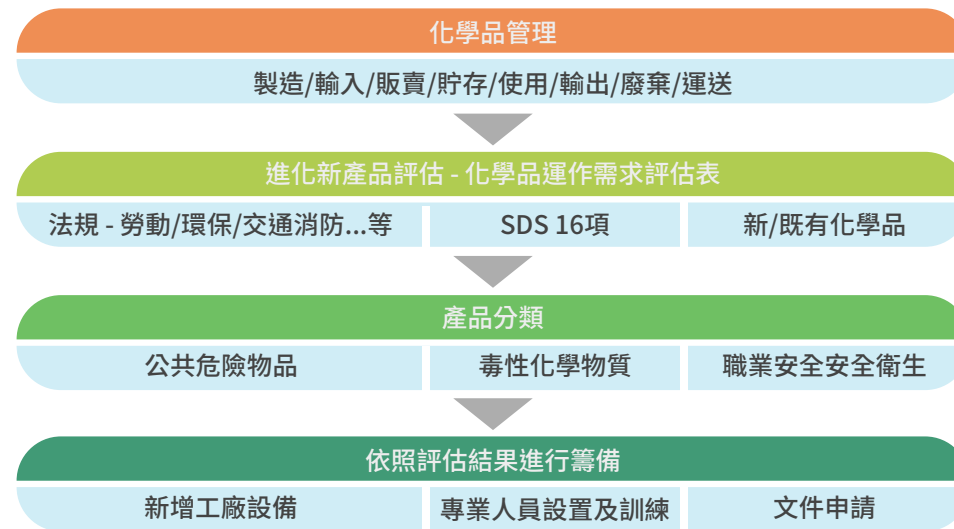 化學品管理
製造/輸入/販賣/貯存/使用/輸出/廢棄/運送
進化新產品評估 - 化學品運作需求評估表
法規 - 勞動/環保/交通消防...等 SDS 16項 新/既有化學品
產品分類
公共危險物品 毒性化學物質 職業安全安全衛生
依照評估結果進行籌備
新增工廠設備 專業人員設置及訓練 文件申請